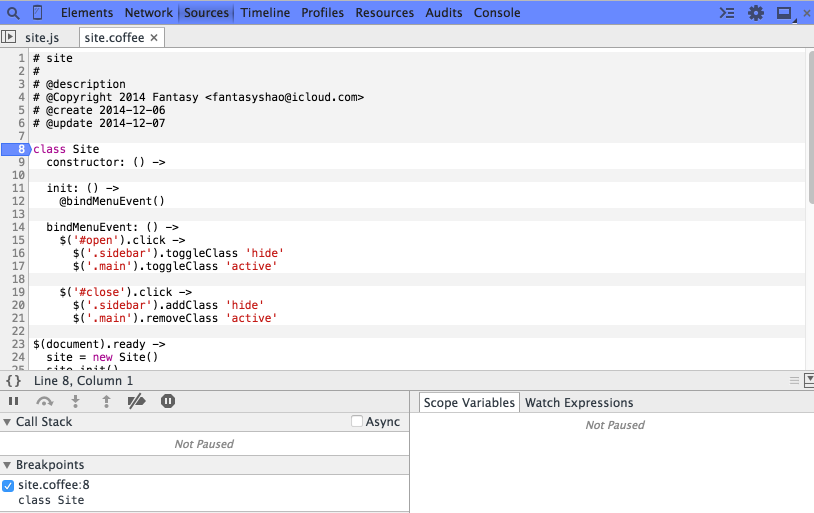 Elements Network Sources Timeline Profiles Resources Audits Console
site.js site.coffee ×
1 # site
2 #
3 # @description
4 # @Copyright 2014 Fantasy <fantasyshao@icloud.com>
5 # @create 2014-12-06
6 # @update 2014-12-07
7
8 class Site
9 constructor: () ->
10
11 init: () ->
12 @bindMenuEvent()
13
14 bindMenuEvent: () ->
15 $('#open').click ->
16 $('.sidebar').toggleClass 'hide'
17 $('.main').toggleClass 'active'
18
19 $('#close').click ->
20 $('.sidebar').addClass 'hide'
21 $('.main').removeClass 'active'
22
23 $(document).ready ->
24 site = new Site()
25 site.init()
{} Line 8, Column 1
Call Stack Async
Not Paused
Breakpoints
site.coffee:8
class Site
Scope Variables Watch Expressions
Not Paused